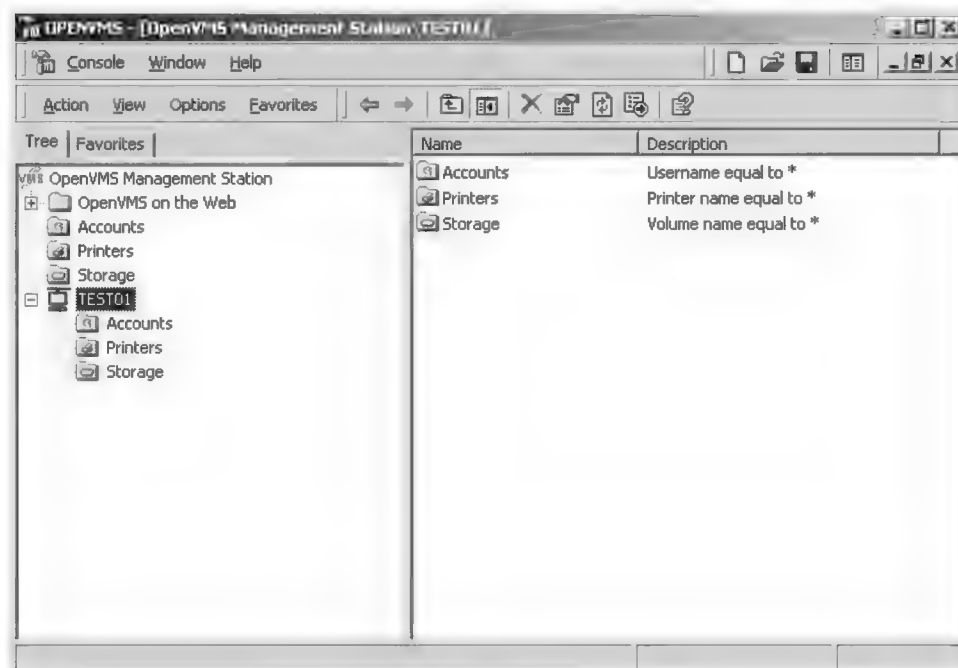 OPENVMS - [OpenVMS Management Station\TEST01]
Console Window Help
Action View Options Favorites
Tree Favorites
Name Description
OpenVMS Management Station
OpenVMS on the Web
Accounts
Printers
Storage
TEST01
Accounts
Printers
Storage
Accounts Username equal to *
Printers Printer name equal to *
Storage Volume name equal to *